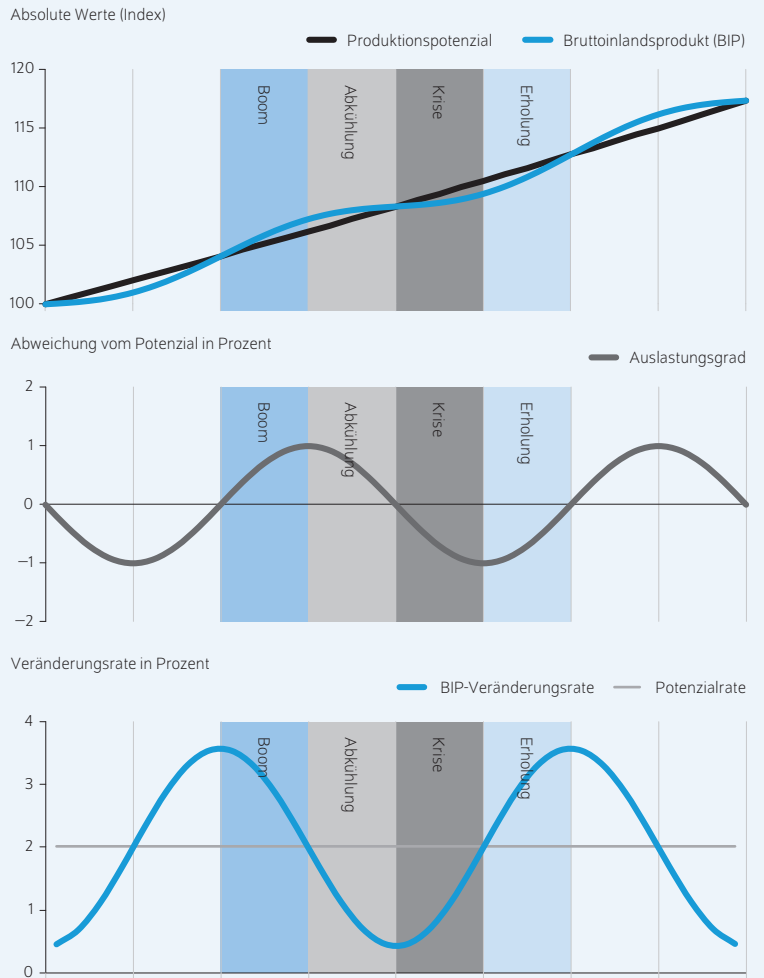 Absolute Werte (Index)
Produktionspotenzial Bruttoinlandsprodukt (BIP)
120
115
110
105
100
Boom
Abkühlung
Krise
Erholung
Abweichung vom Potenzial in Prozent
Auslastungsgrad
2
1
0
−1
−2
Boom
Abkühlung
Krise
Erholung
Veränderungsrate in Prozent
BIP-Veränderungsrate Potenzialrate
4
3
2
1
0
Boom
Abkühlung
Krise
Erholung